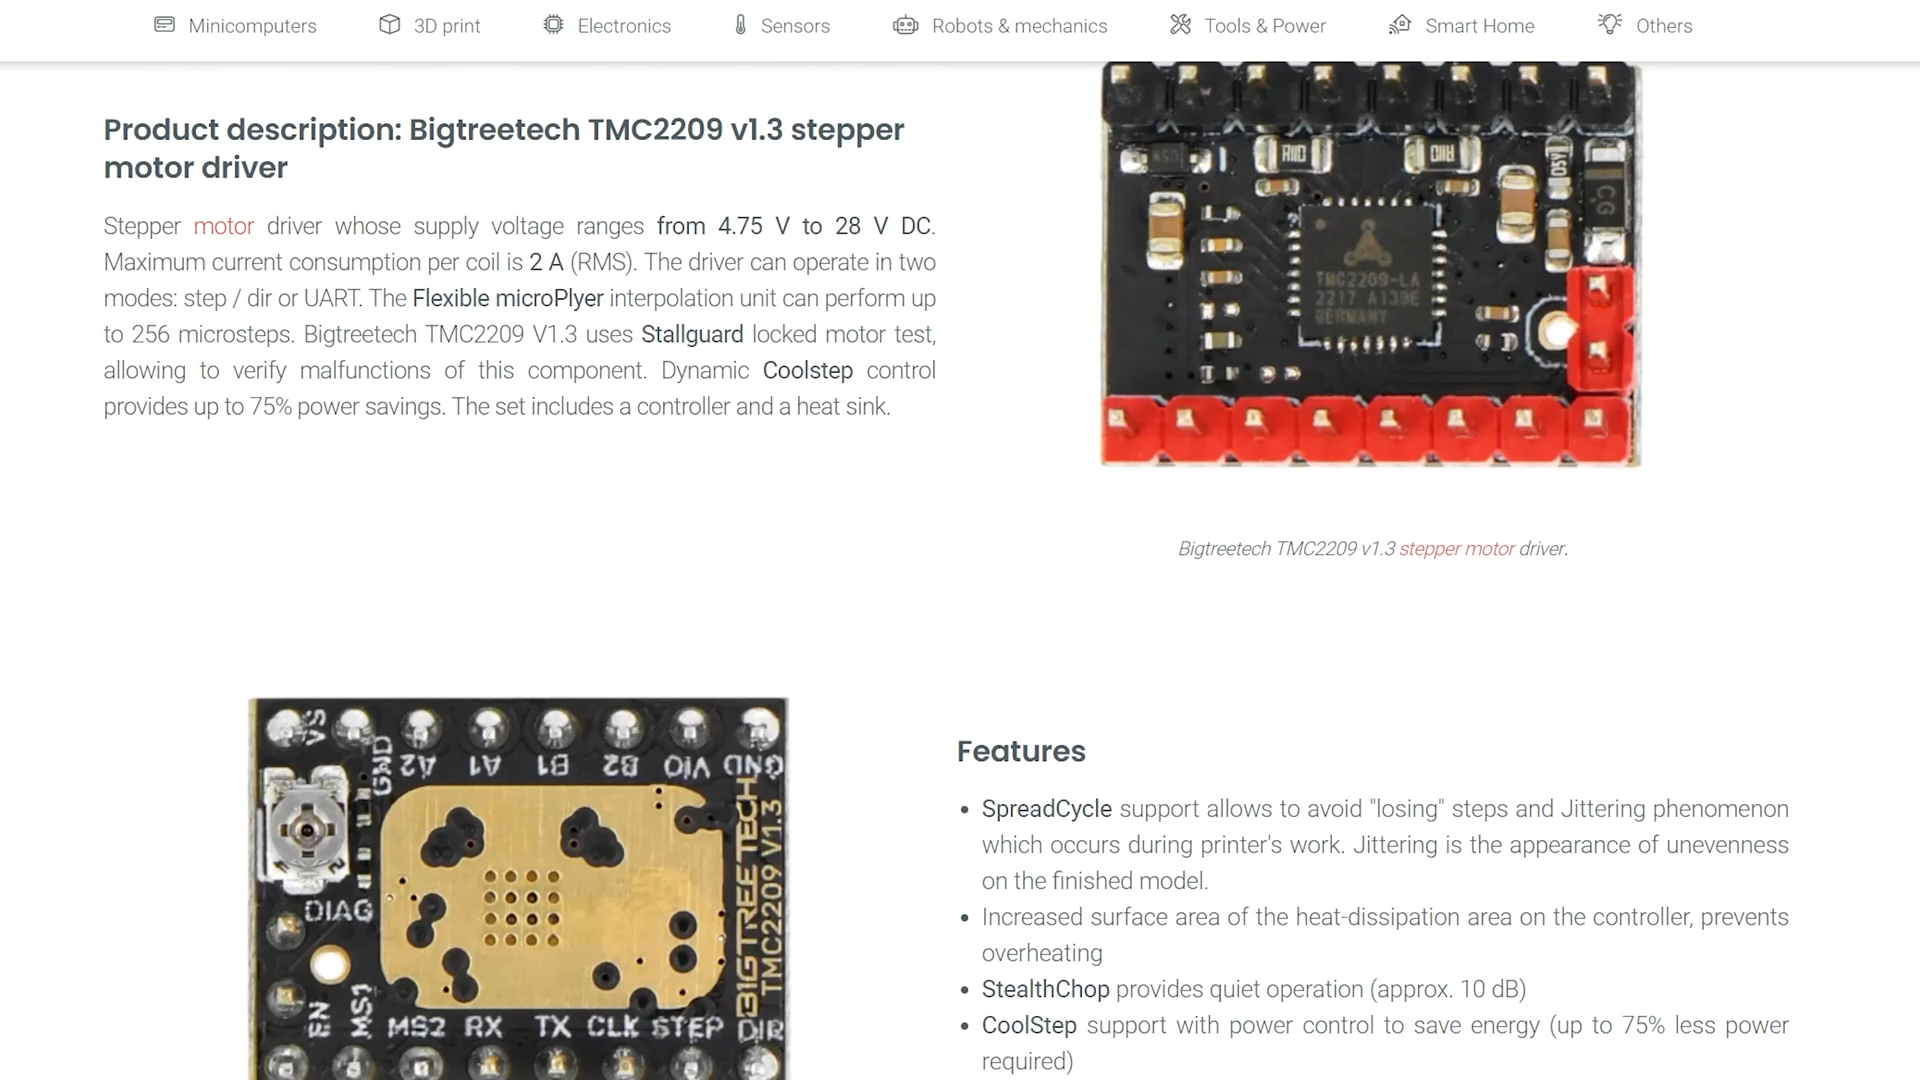 Minicomputers
3D print
Electronics
Sensors
Robots & mechanics
Tools & Power
Smart Home
Others
Product description: Bigtreetech TMC2209 v1.3 stepper
motor driver
Stepper motor driver whose supply voltage ranges from 4.75 V to 28 V DC.
Maximum current consumption per coil is 2 A (RMS). The driver can operate in two
modes: step / dir or UART. The Flexible microPlyer interpolation unit can perform up
to 256 microsteps. Bigtreetech TMC2209 V1.3 uses Stallguard locked motor test,
allowing to verify malfunctions of this component. Dynamic Coolstep control
provides up to 75% power savings. The set includes a controller and a heat sink.
R110
R110
05Y
CG
TMC2209-LA
2217 A139E
GERMANY
Bigtreetech TMC2209 v1.3 stepper motor driver.
VS
GND
A2
A1
B1
B2
VIO
GND
DIAG
BIGTREETECH
TMC2209 V1.3
EN
MS1
MS2
RX
TX
CLK
STEP
DIR
Features
• SpreadCycle support allows to avoid "losing" steps and Jittering phenomenon
which occurs during printer's work. Jittering is the appearance of unevenness
on the finished model.
• Increased surface area of the heat-dissipation area on the controller, prevents
overheating
• StealthChop provides quiet operation (approx. 10 dB)
• CoolStep support with power control to save energy (up to 75% less power
required)